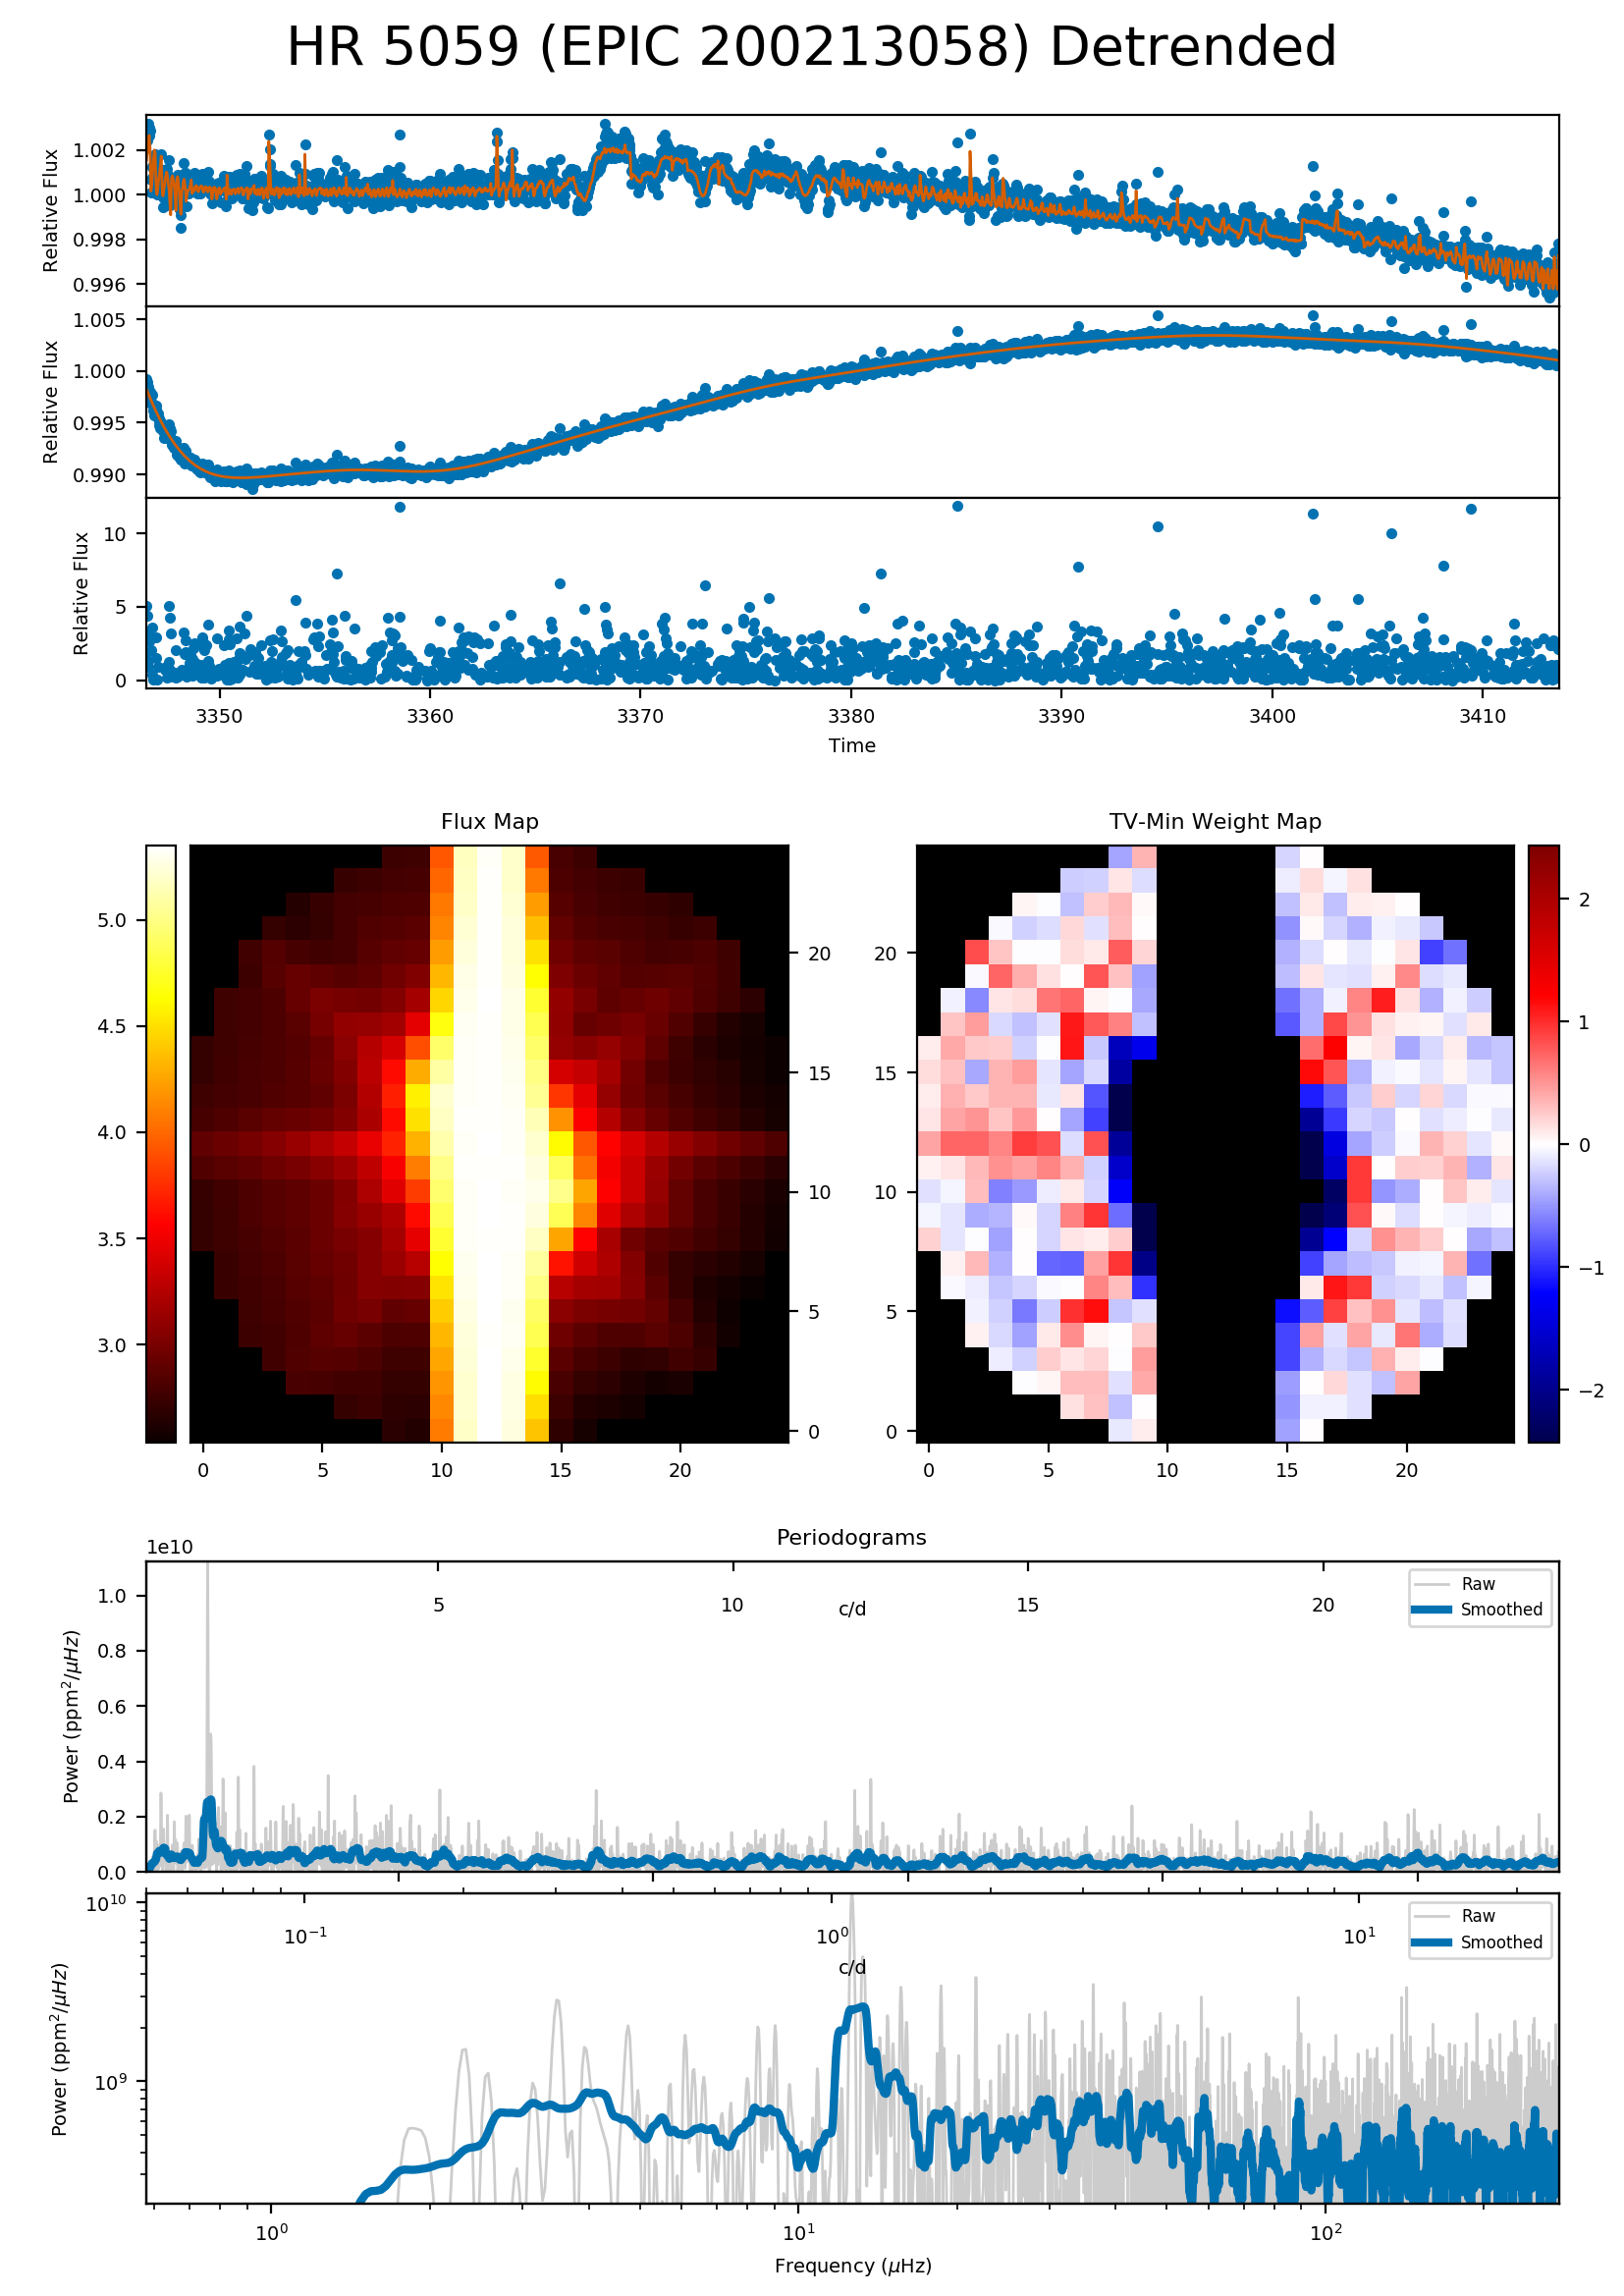 HR 5059 (EPIC 200213058) Detrended
Relative Flux
1.002
1.000
0.998
0.996
Relative Flux
1.005
1.000
0.995
0.990
Relative Flux
10
5
0
3350 3360 3370 3380 3390 3400 3410
Time
Flux Map
5.0
4.5
4.0
3.5
3.0
20
15
10
5
0
0 5 10 15 20
TV-Min Weight Map
20
15
10
5
0
0 5 10 15 20
2
1
0
−1
−2
Periodograms
1e10
Power (ppm²/μHz)
1.0
0.8
0.6
0.4
0.2
0.0
5 10 15 20
c/d
Raw
Smoothed
Power (ppm²/μHz)
10¹⁰
10⁹
10⁻¹ 10⁰ 10¹
c/d
Raw
Smoothed
10⁰ 10¹ 10²
Frequency (μHz)